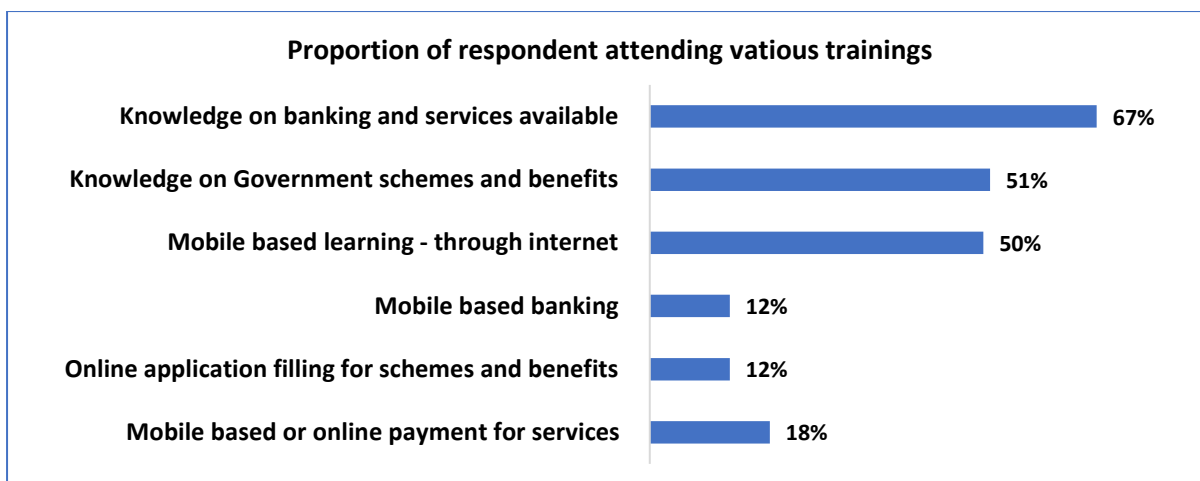 Proportion of respondent attending vatious trainings
Knowledge on banking and services available 67%
Knowledge on Government schemes and benefits 51%
Mobile based learning - through internet 50%
Mobile based banking 12%
Online application filling for schemes and benefits 12%
Mobile based or online payment for services 18%